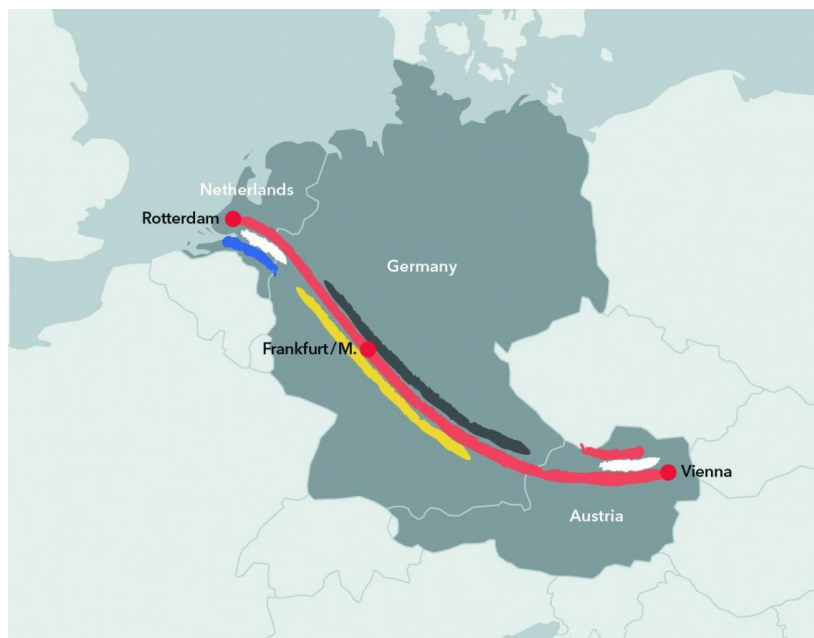 Netherlands
Rotterdam
Germany
Frankfurt/M.
Vienna
Austria